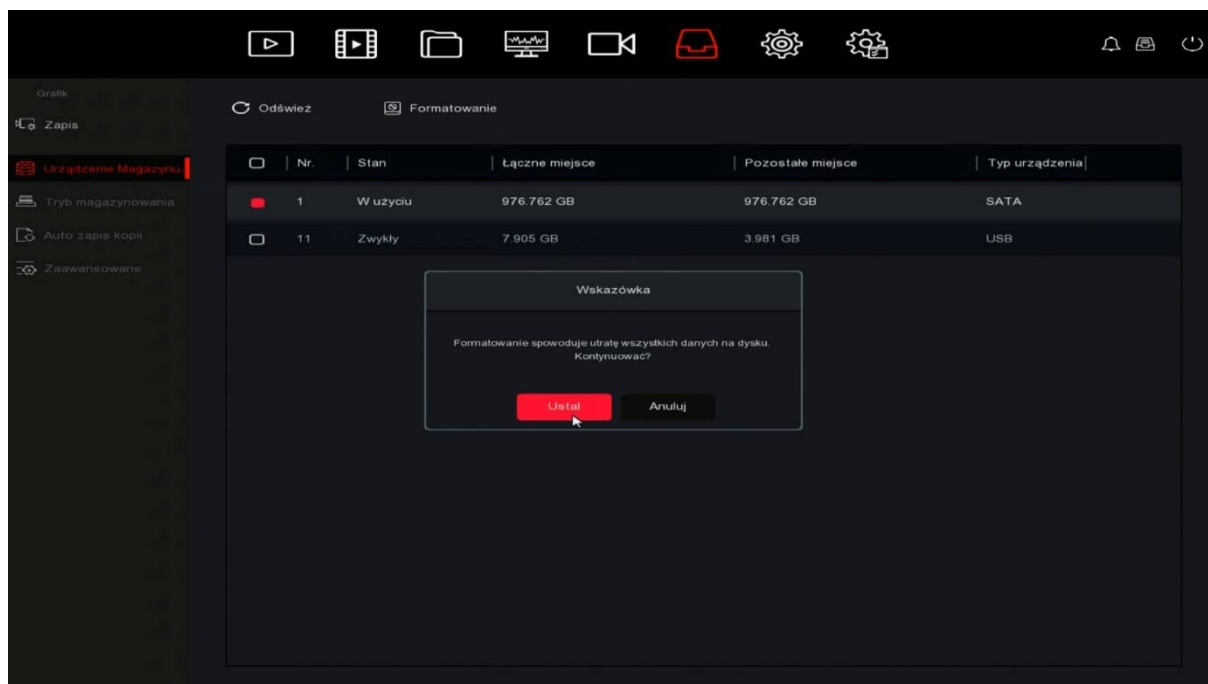 Grafik
Zapis
Urządzenie Magazynu
Tryb magazynowania
Auto zapis kopii
Zaawansowane
Odśwież Formatowanie
Nr. Stan Łączne miejsce Pozostałe miejsce Typ urządzenia
1 W użyciu 976.762 GB 976.762 GB SATA
11 Zwykły 7.905 GB 3.981 GB USB
Wskazówka
Formatowanie spowoduje utratę wszystkich danych na dysku.
Kontynuować?
Ustal Anuluj